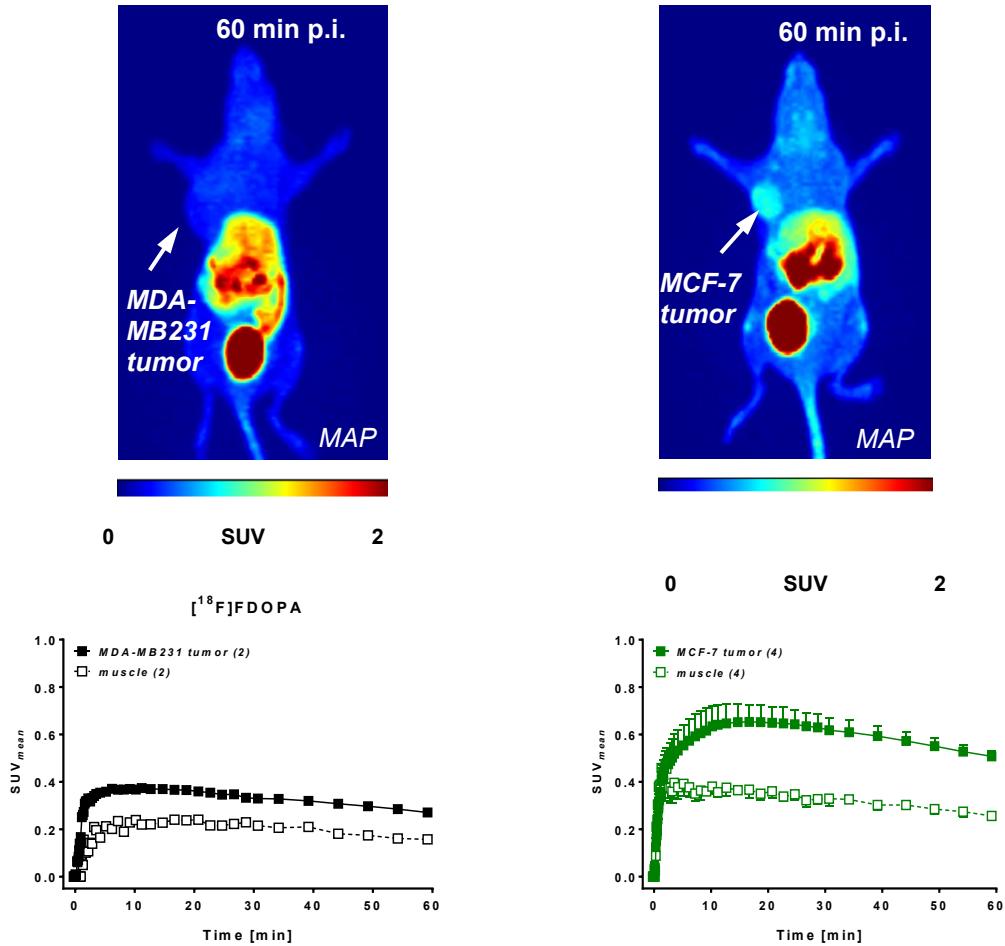 60 min p.i.
MDA-
MB231
tumor
MAP
0 SUV 2
60 min p.i.
MCF-7
tumor
MAP
0 SUV 2
[18F]FDOPA
1.0
0.8
0.6
0.4
0.2
0.0
SUVmean
MDA-MB231 tumor (2)
muscle (2)
0 10 20 30 40 50 60
Time [min]
1.0
0.8
0.6
0.4
0.2
0.0
SUVmean
MCF-7 tumor (4)
muscle (4)
0 10 20 30 40 50 60
Time [min]